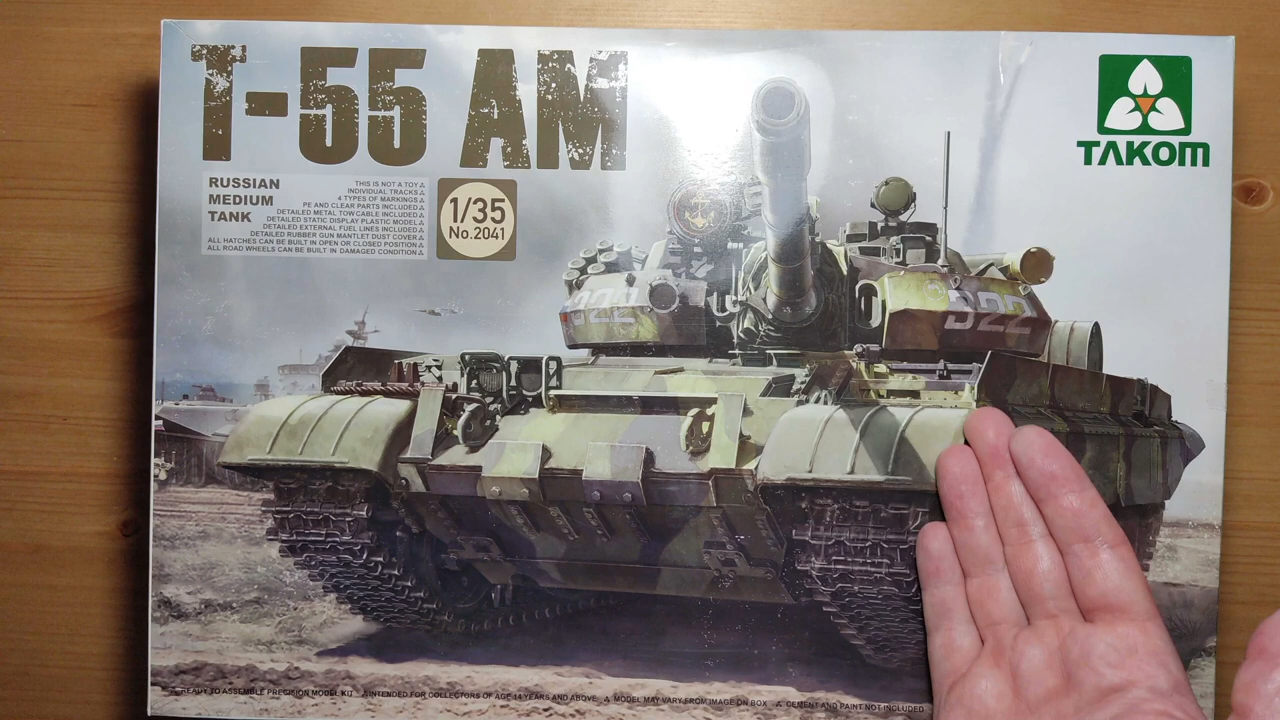 T-55 AM
TAKOM
RUSSIAN
MEDIUM
TANK
THIS IS NOT A TOY
INDIVIDUAL TRACKS
4 TYPES OF MARKINGS
PE AND CLEAR PARTS INCLUDED
DETAILED METAL TOW CABLE INCLUDED
DETAILED STATIC DISPLAY PLASTIC MODEL
DETAILED EXTERNAL FUEL LINES INCLUDED
DETAILED RUBBER GUN MANTLET DUST COVER
ALL HATCHES CAN BE BUILT IN OPEN OR CLOSED POSITION
ALL ROAD WHEELS CAN BE BUILT IN DAMAGED CONDITION
1/35
No.2041
322
322
READY TO ASSEMBLE PRECISION MODEL KIT INTENDED FOR COLLECTORS OF AGE 14 YEARS AND ABOVE MODEL MAY VARY FROM IMAGE ON BOX CEMENT AND PAINT NOT INCLUDED